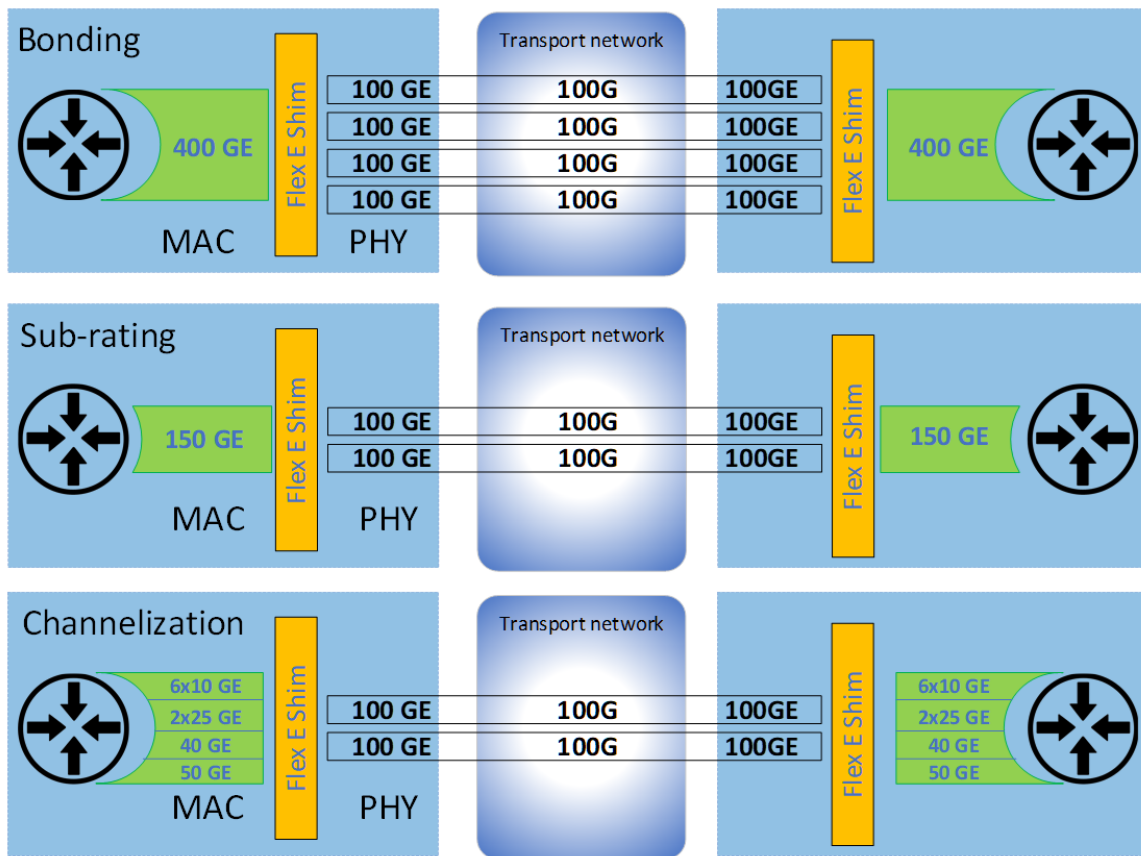 Bonding
Transport network
Flex E Shim
Flex E Shim
400 GE
400 GE
100 GE 100G 100GE
100 GE 100G 100GE
100 GE 100G 100GE
100 GE 100G 100GE
MAC PHY
Sub-rating
Transport network
Flex E Shim
Flex E Shim
150 GE
150 GE
100 GE 100G 100GE
100 GE 100G 100GE
MAC PHY
Channelization
Transport network
Flex E Shim
Flex E Shim
6x10 GE
2x25 GE
40 GE
50 GE
100 GE 100G 100GE
100 GE 100G 100GE
6x10 GE
2x25 GE
40 GE
50 GE
MAC PHY